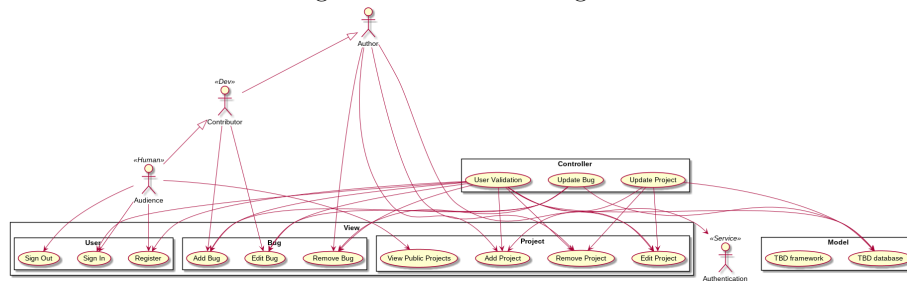 Author
«Dev»
Contributor
«Human»
Audience
Controller
User Validation
Update Bug
Update Project
View
User
Sign Out
Sign In
Register
Bug
Add Bug
Edit Bug
Remove Bug
Project
View Public Projects
Add Project
Remove Project
Edit Project
«Service»
Authentication
Model
TBD framework
TBD database